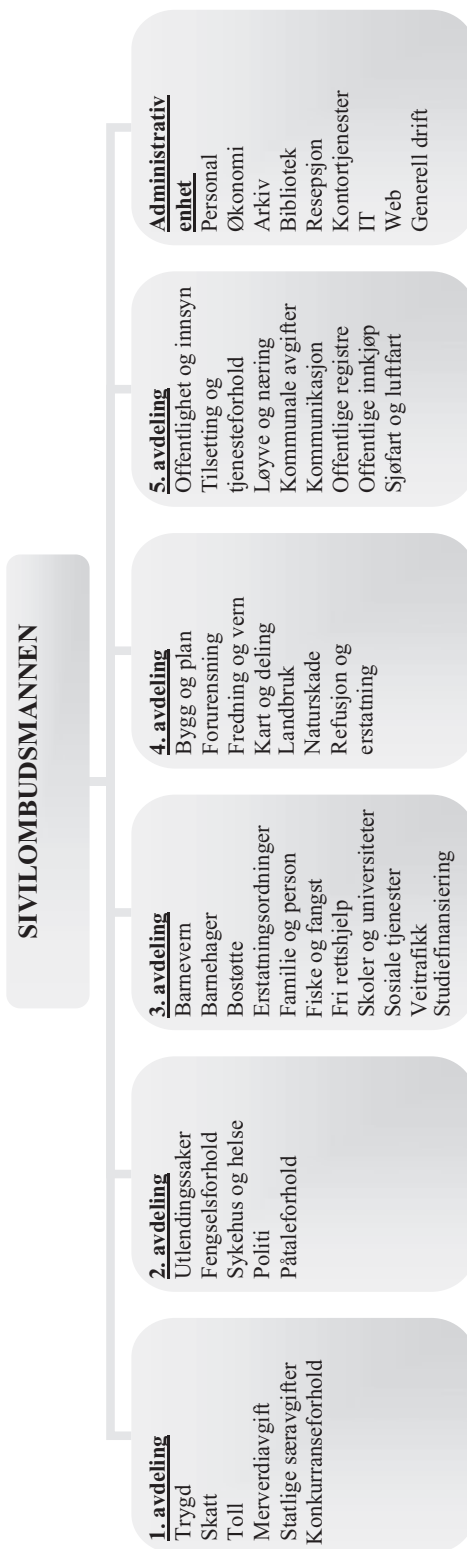 SIVILOMBUDSMANNEN
1. avdeling
Trygd
Skatt
Toll
Merverdiavgift
Statlige særavgifter
Konkurranseforhold
2. avdeling
Utlendingssaker
Fengselsforhold
Sykehus og helse
Politi
Påtaleforhold
3. avdeling
Barnevern
Barnehager
Bostøtte
Erstatningsordninger
Familie og person
Fiske og fangst
Fri rettshjelp
Skoler og universiteter
Sosiale tjenester
Veitrafikk
Studiefinansiering
4. avdeling
Bygg og plan
Forurensning
Fredning og vern
Kart og deling
Landbruk
Naturskade
Refusjon og
erstatning
5. avdeling
Offentlighet og innsyn
Tilsetting og
tjenesteforhold
Løyve og næring
Kommunale avgifter
Kommunikasjon
Offentlige registre
Offentlige innkjøp
Sjøfart og luftfart
Administrativ
enhet
Personal
Økonomi
Arkiv
Bibliotek
Resepsjon
Kontortjenester
IT
Web
Generell drift